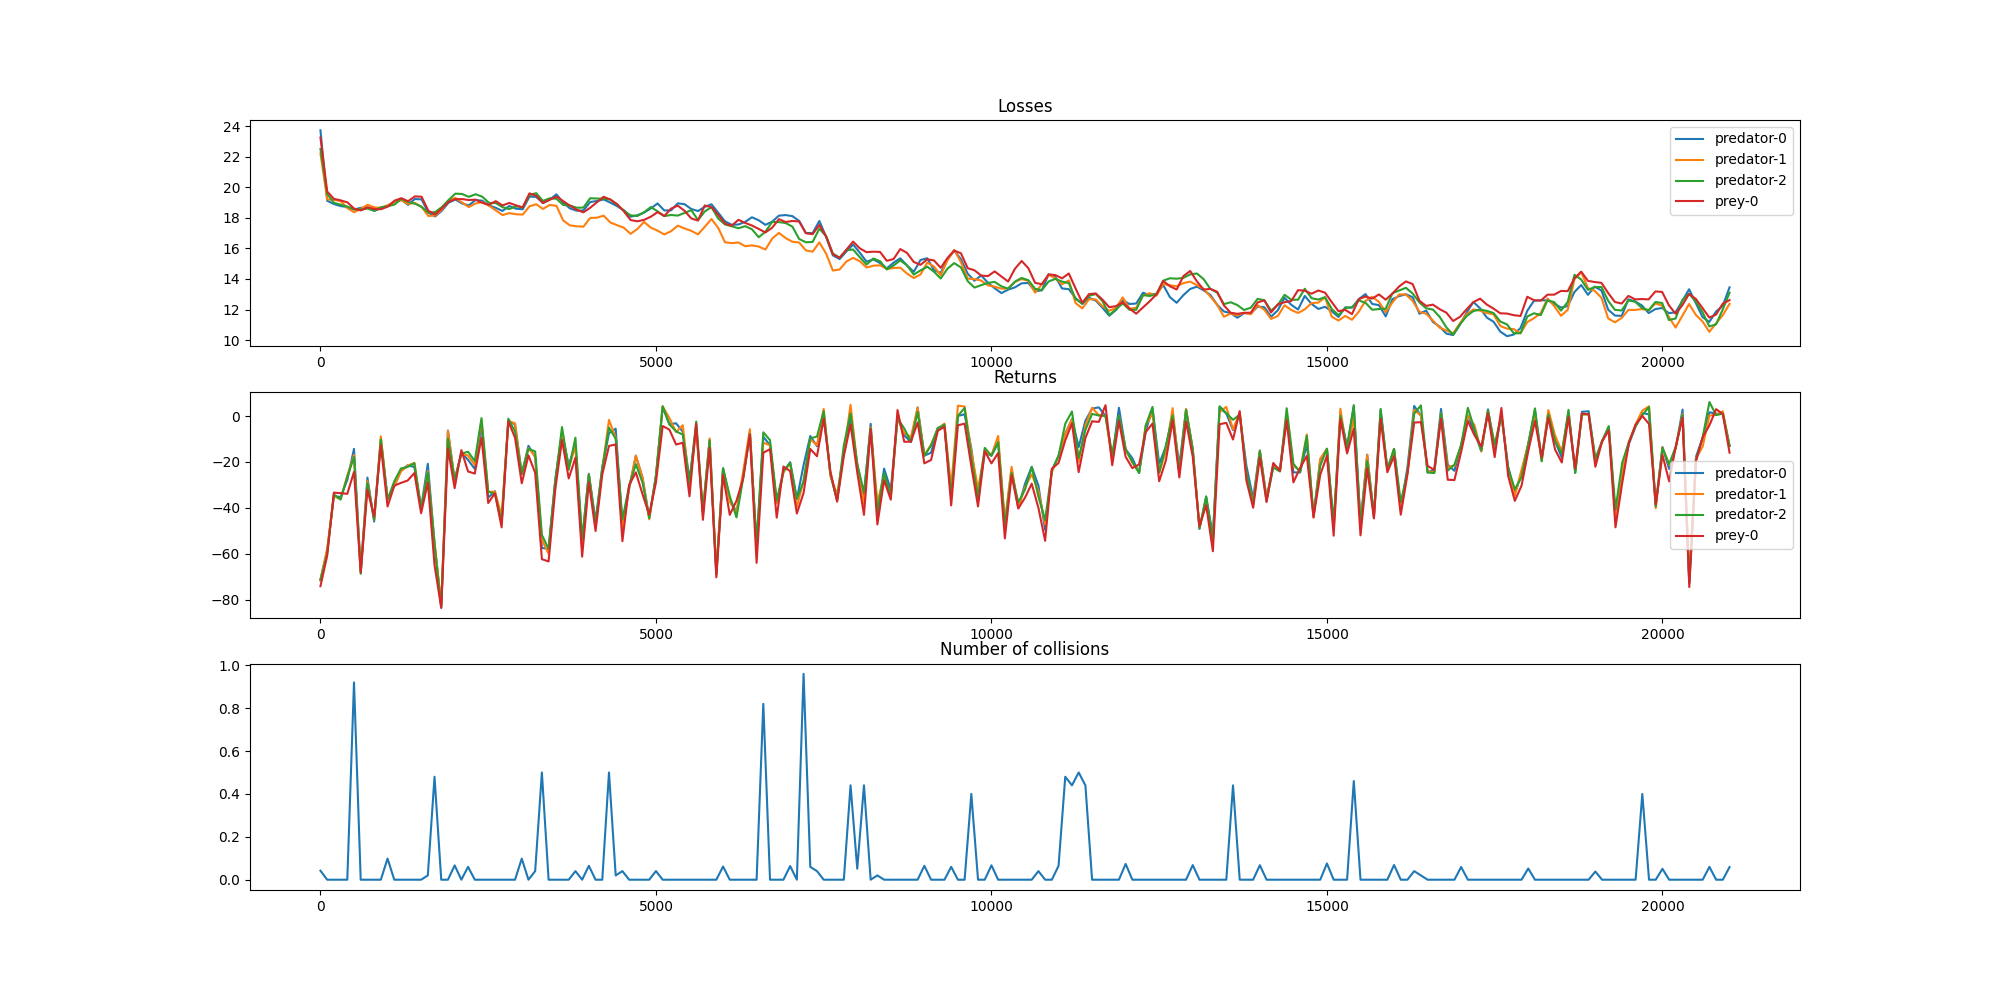 Losses
24
22
20
18
16
14
12
10
predator-0
predator-1
predator-2
prey-0
0 5000 10000 15000 20000
Returns
0
−20
−40
−60
−80
predator-0
predator-1
predator-2
prey-0
0 5000 10000 15000 20000
Number of collisions
1.0
0.8
0.6
0.4
0.2
0.0
0 5000 10000 15000 20000